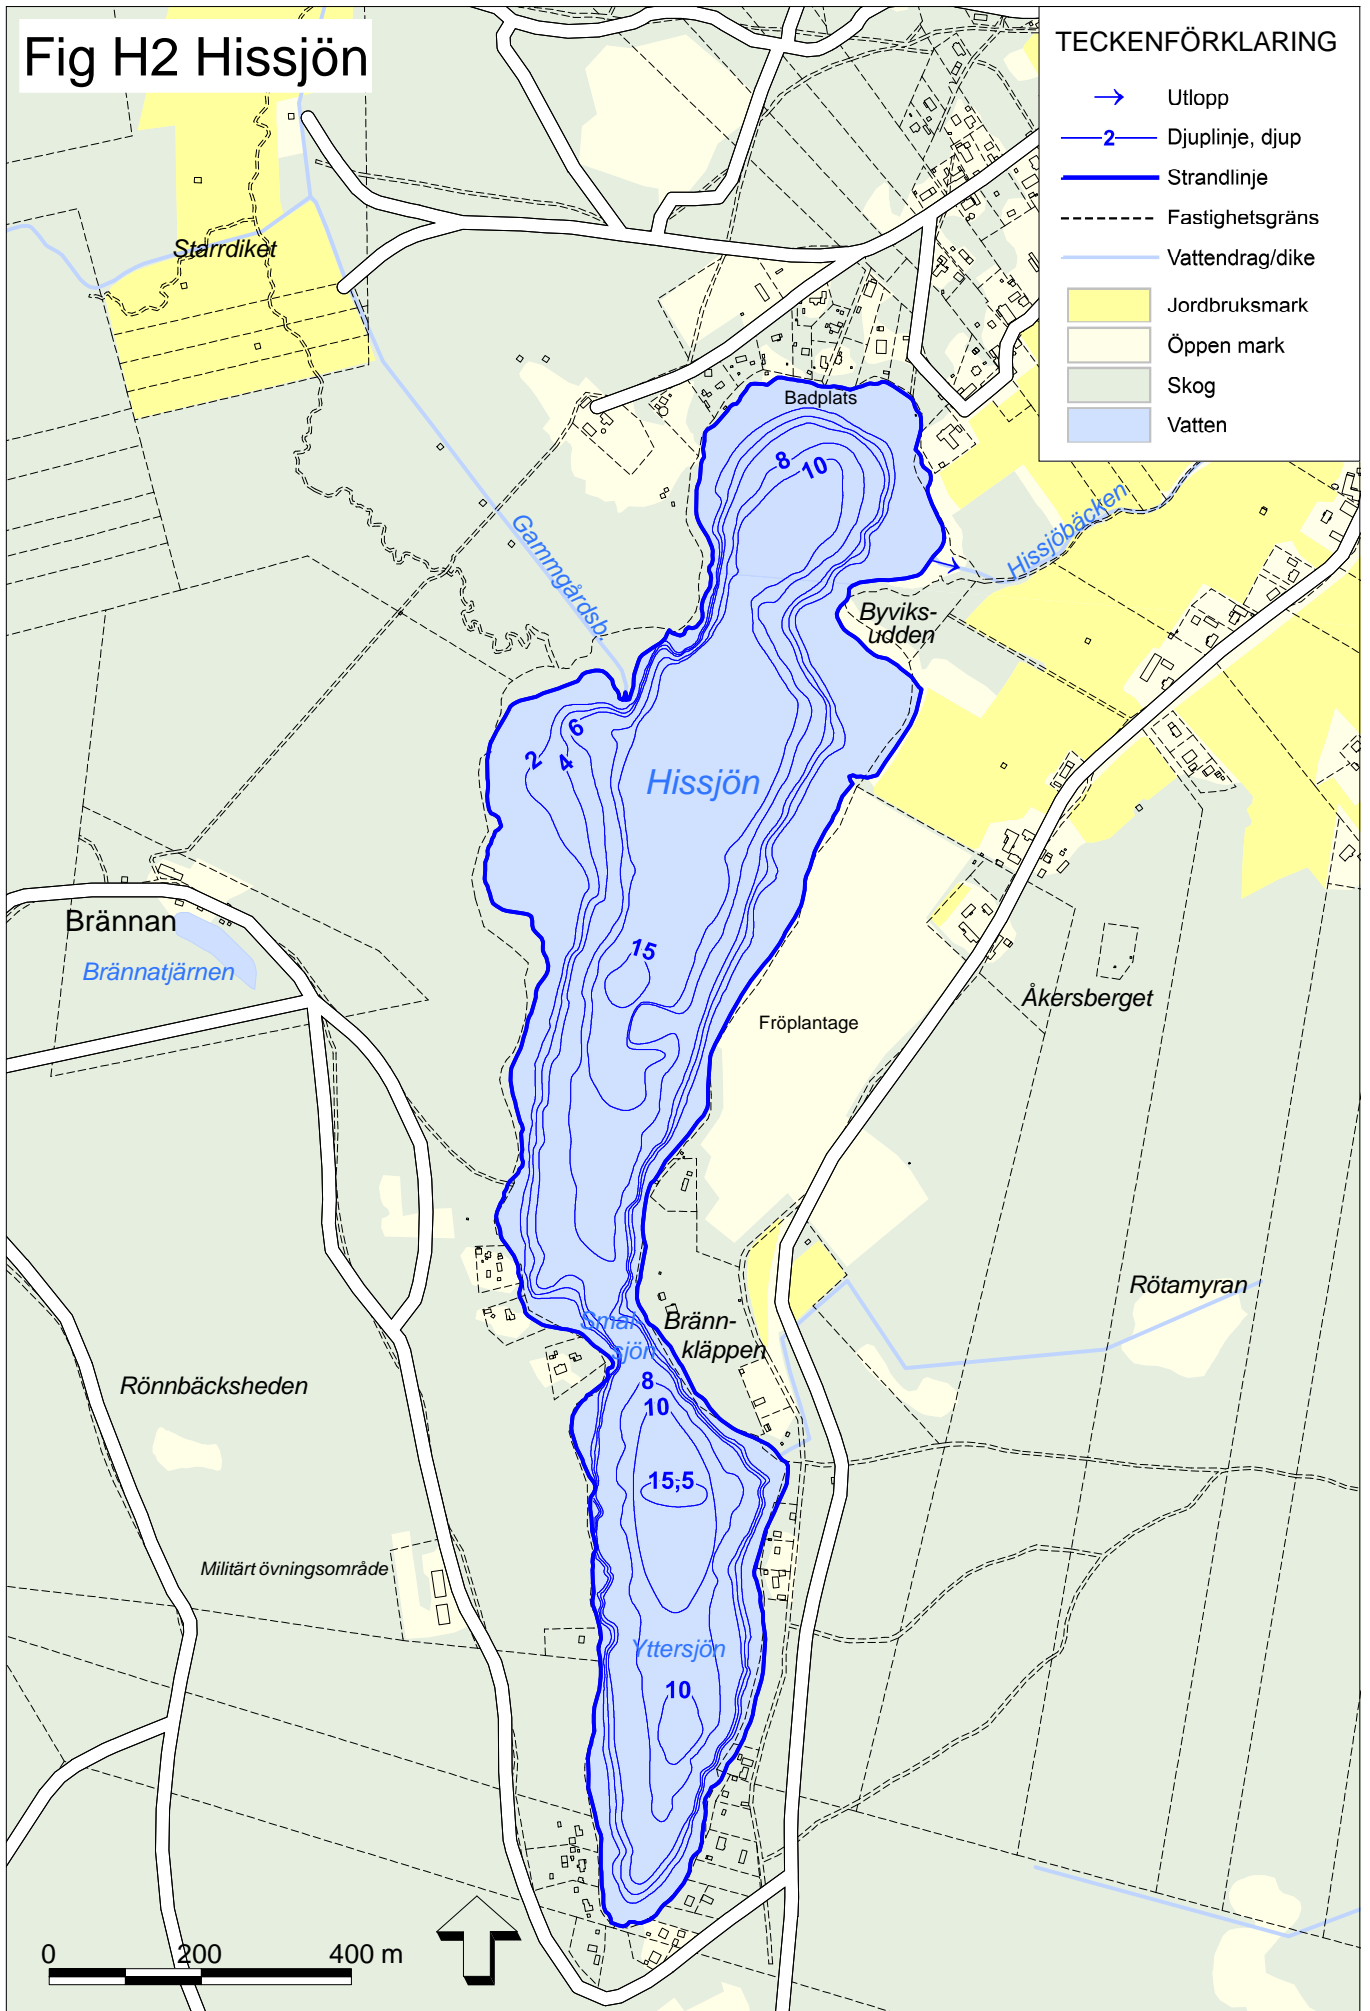 Fig H2 Hissjön
TECKENFÖRKLARING
Utlopp
2 Djuplinje, djup
Strandlinje
Fastighetsgräns
Vattendrag/dike
Jordbruksmark
Öppen mark
Skog
Vatten
Starrdiket
Badplats
8
10
Gammgårdsb.
Hissjöbäcken
Byviks-
udden
6
2
4
Hissjön
Brännan
Brännatjärnen
15
Åkersberget
Fröplantage
Rötamyran
Smal-
sjön
Bränn-
kläppen
Rönnbäcksheden
8
10
15,5
Militärt övningsområde
Yttersjön
10
0 200 400 m